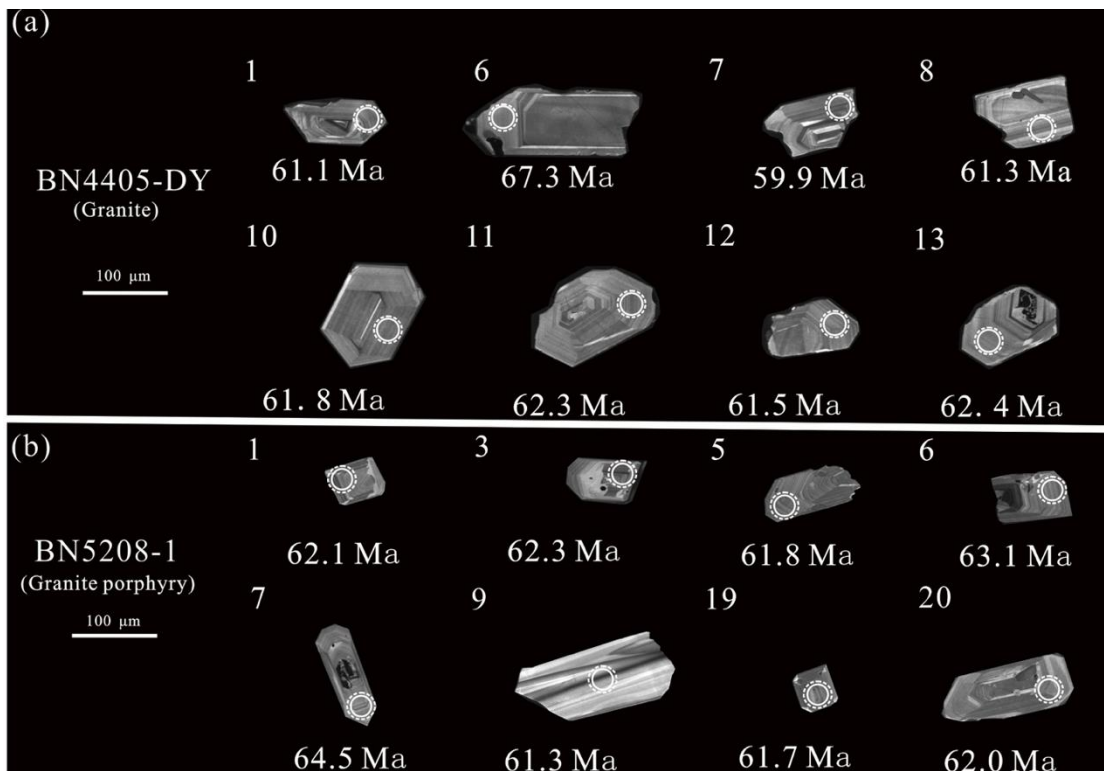 (a)
1 6 7 8
61.1 Ma 67.3 Ma 59.9 Ma 61.3 Ma
BN4405-DY
(Granite)
100 μm
10 11 12 13
61. 8 Ma 62.3 Ma 61.5 Ma 62. 4 Ma
(b)
1 3 5 6
62.1 Ma 62.3 Ma 61.8 Ma 63.1 Ma
BN5208-1
(Granite porphyry)
100 μm
7 9 19 20
64.5 Ma 61.3 Ma 61.7 Ma 62.0 Ma